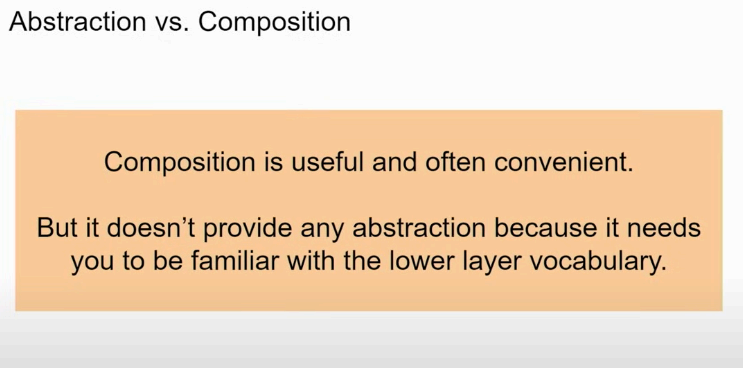 Abstraction vs. Composition
Composition is useful and often convenient.
But it doesn’t provide any abstraction because it needs
you to be familiar with the lower layer vocabulary.